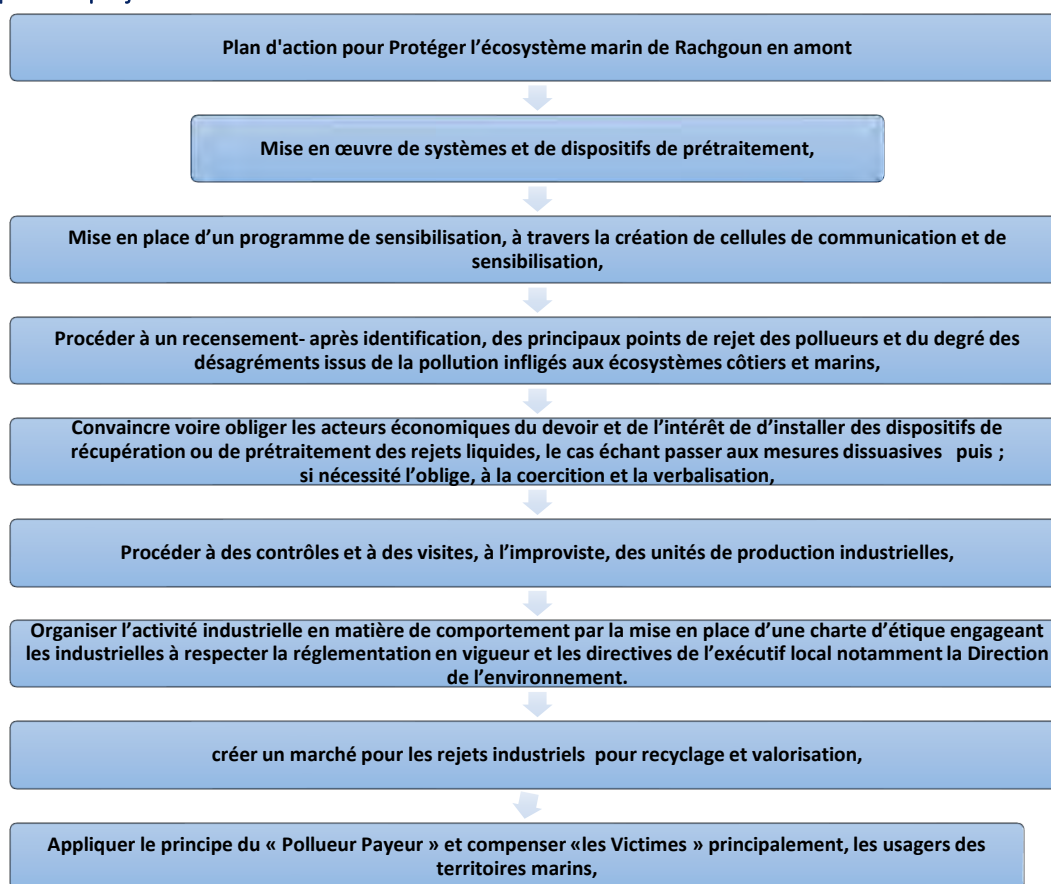 Plan d'action pour Protéger l'écosystème marin de Rachgoun en amont
Mise en œuvre de systèmes et de dispositifs de prétraitement,
Mise en place d'un programme de sensibilisation, à travers la création de cellules de communication et de
sensibilisation,
Procéder à un recensement- après identification, des principaux points de rejet des pollueurs et du degré des
désagréments issus de la pollution infligés aux écosystèmes côtiers et marins,
Convaincre voire obliger les acteurs économiques du devoir et de l'intérêt de d'installer des dispositifs de
récupération ou de prétraitement des rejets liquides, le cas échant passer aux mesures dissuasives puis ;
si nécessité l'oblige, à la coercition et la verbalisation,
Procéder à des contrôles et à des visites, à l'improviste, des unités de production industrielles,
Organiser l'activité industrielle en matière de comportement par la mise en place d'une charte d'étique engageant
les industrielles à respecter la réglementation en vigueur et les directives de l'exécutif local notamment la Direction
de l'environnement.
créer un marché pour les rejets industriels pour recyclage et valorisation,
Appliquer le principe du « Pollueur Payeur » et compenser «les Victimes » principalement, les usagers des
territoires marins,